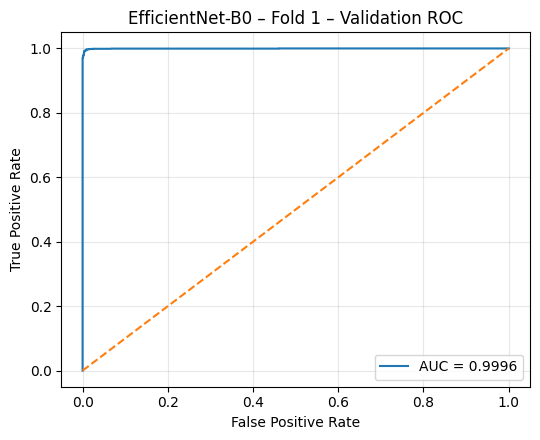 EfficientNet-B0 – Fold 1 – Validation ROC
1.0
0.8
0.6
0.4
0.2
0.0
True Positive Rate
AUC = 0.9996
0.0 0.2 0.4 0.6 0.8 1.0
False Positive Rate